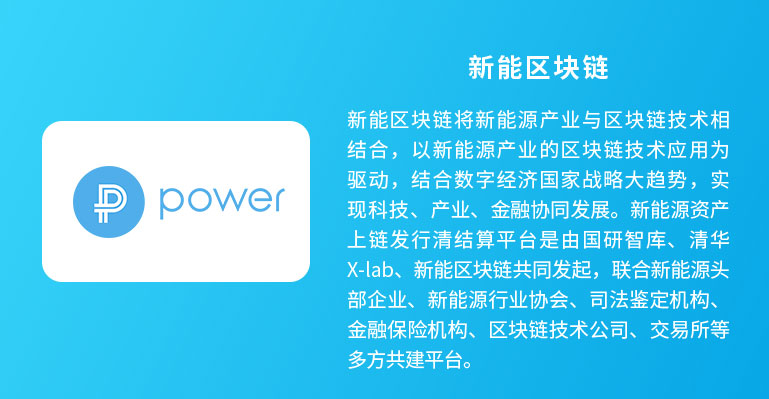 新能区块链
power
新能区块链将新能源产业与区块链技术相
结合，以新能源产业的区块链技术应用为
驱动，结合数字经济国家战略大趋势，实
现科技、产业、金融协同发展。新能源资产
上链发行清结算平台是由国研智库、清华
X-lab、新能区块链共同发起，联合新能源头
部企业、新能源行业协会、司法鉴定机构、
金融保险机构、区块链技术公司、交易所等
多方共建平台。